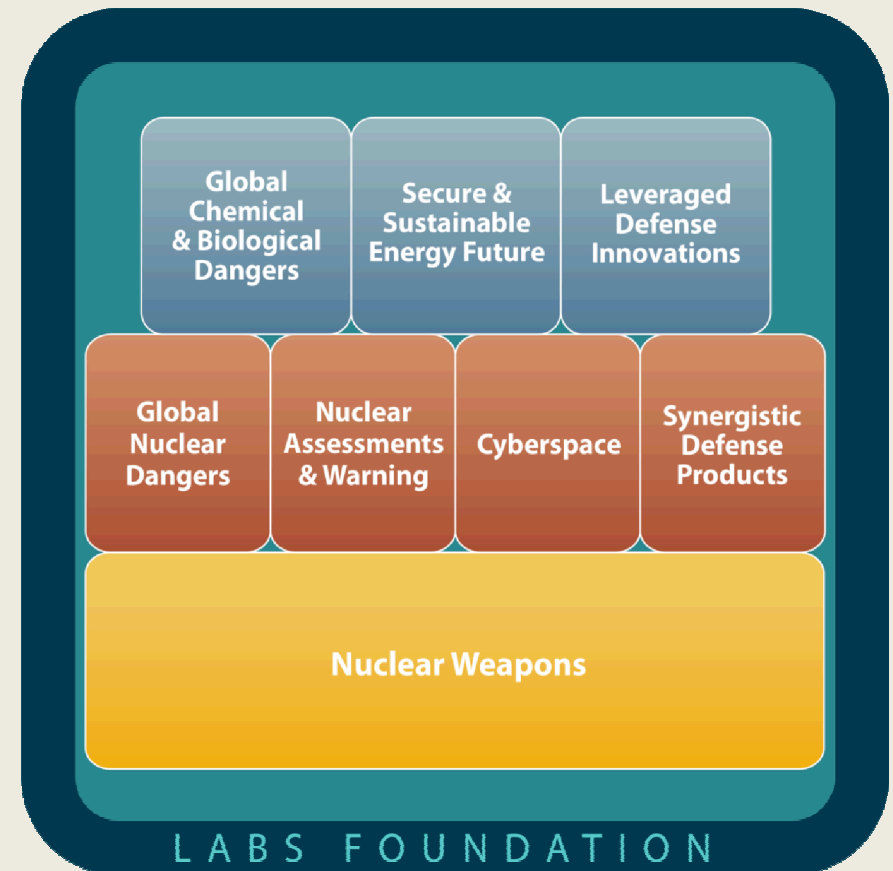 Global
Chemical
& Biological
Dangers
Secure &
Sustainable
Energy Future
Leveraged
Defense
Innovations
Global
Nuclear
Dangers
Nuclear
Assessments
& Warning
Cyberspace
Synergistic
Defense
Products
Nuclear Weapons
LABS FOUNDATION